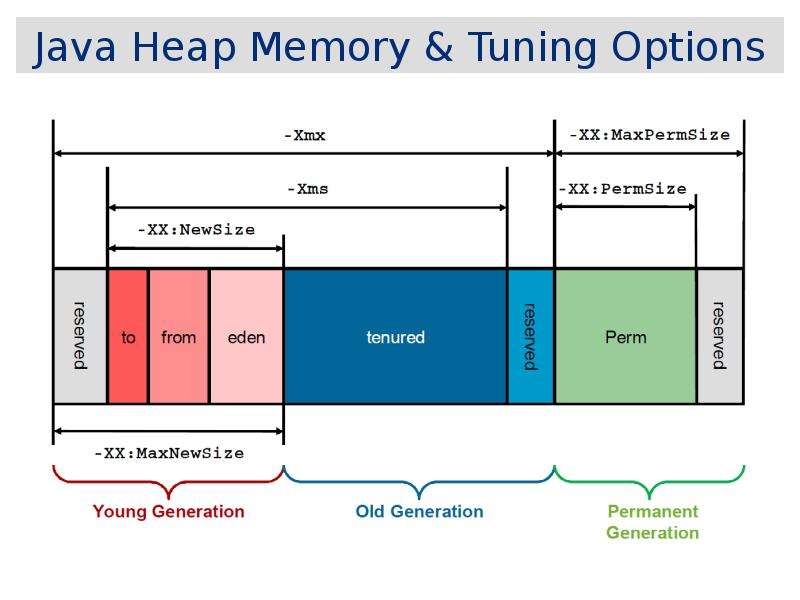 Java Heap Memory & Tuning Options
-Xmx
-XX:MaxPermSize
-Xms
-XX:PermSize
-XX:NewSize
reserved
to
from
eden
tenured
reserved
Perm
reserved
-XX:MaxNewSize
Young Generation
Old Generation
Permanent
Generation